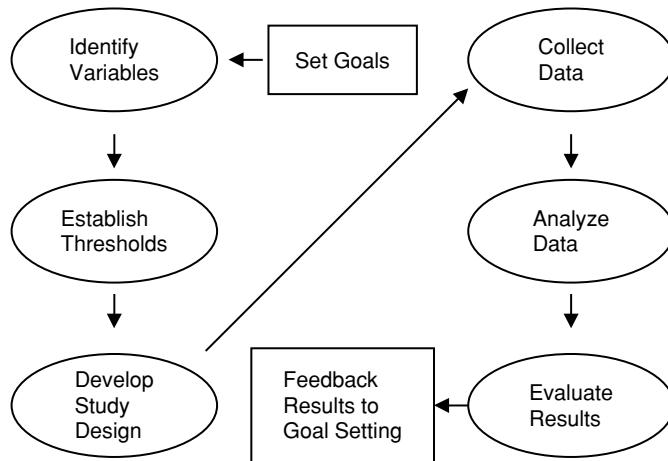 Set Goals
Identify
Variables
Establish
Thresholds
Develop
Study
Design
Collect
Data
Analyze
Data
Evaluate
Results
Feedback
Results to
Goal Setting